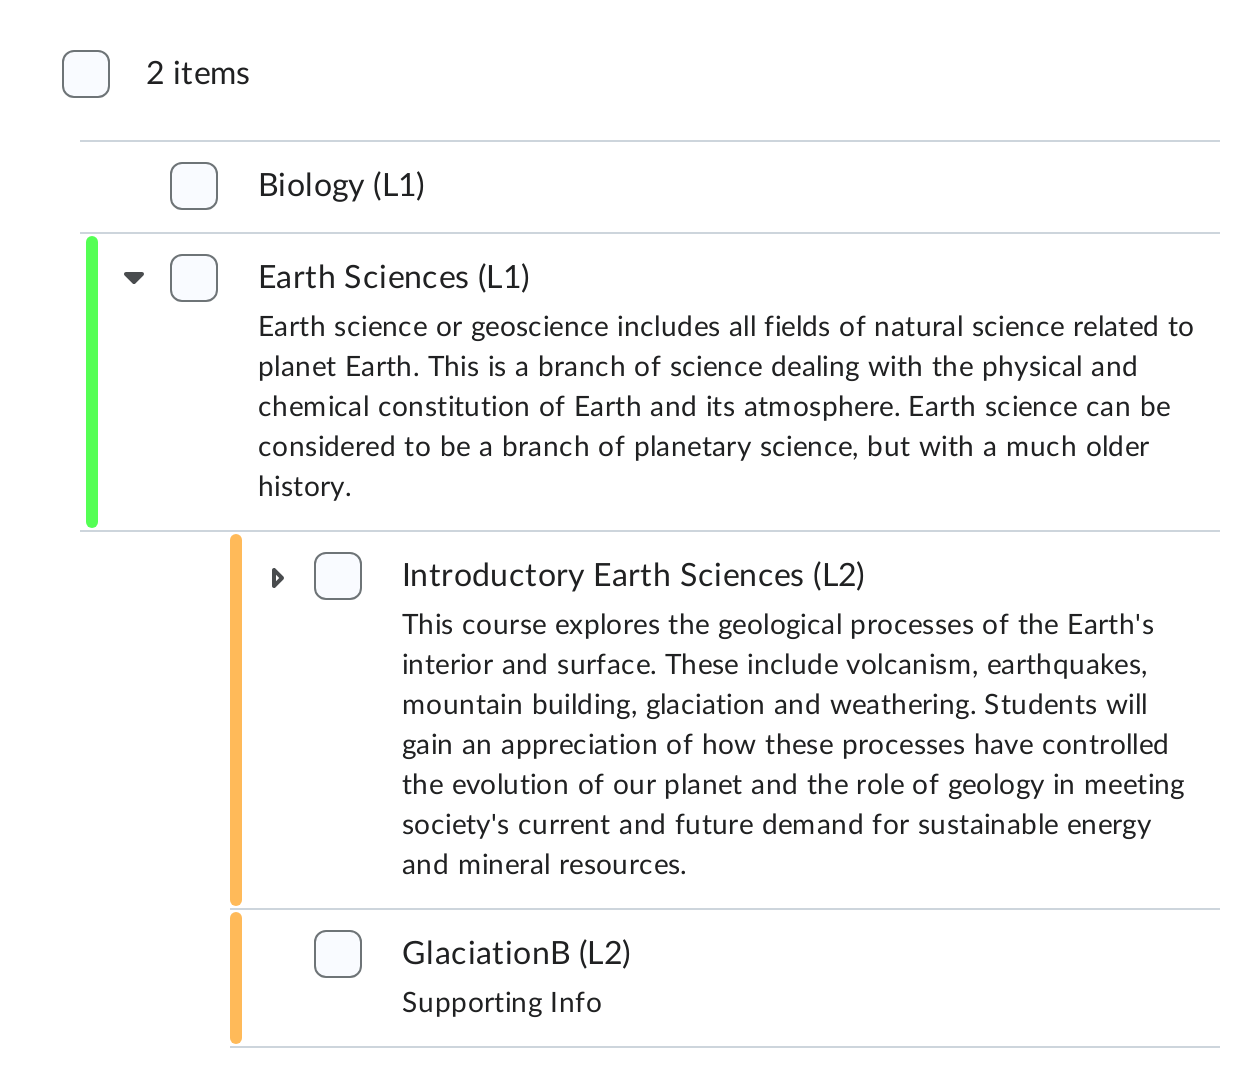 2 items
Biology (L1)
Earth Sciences (L1)
Earth science or geoscience includes all fields of natural science related to
planet Earth. This is a branch of science dealing with the physical and
chemical constitution of Earth and its atmosphere. Earth science can be
considered to be a branch of planetary science, but with a much older
history.
Introductory Earth Sciences (L2)
This course explores the geological processes of the Earth's
interior and surface. These include volcanism, earthquakes,
mountain building, glaciation and weathering. Students will
gain an appreciation of how these processes have controlled
the evolution of our planet and the role of geology in meeting
society's current and future demand for sustainable energy
and mineral resources.
GlaciationB (L2)
Supporting Info